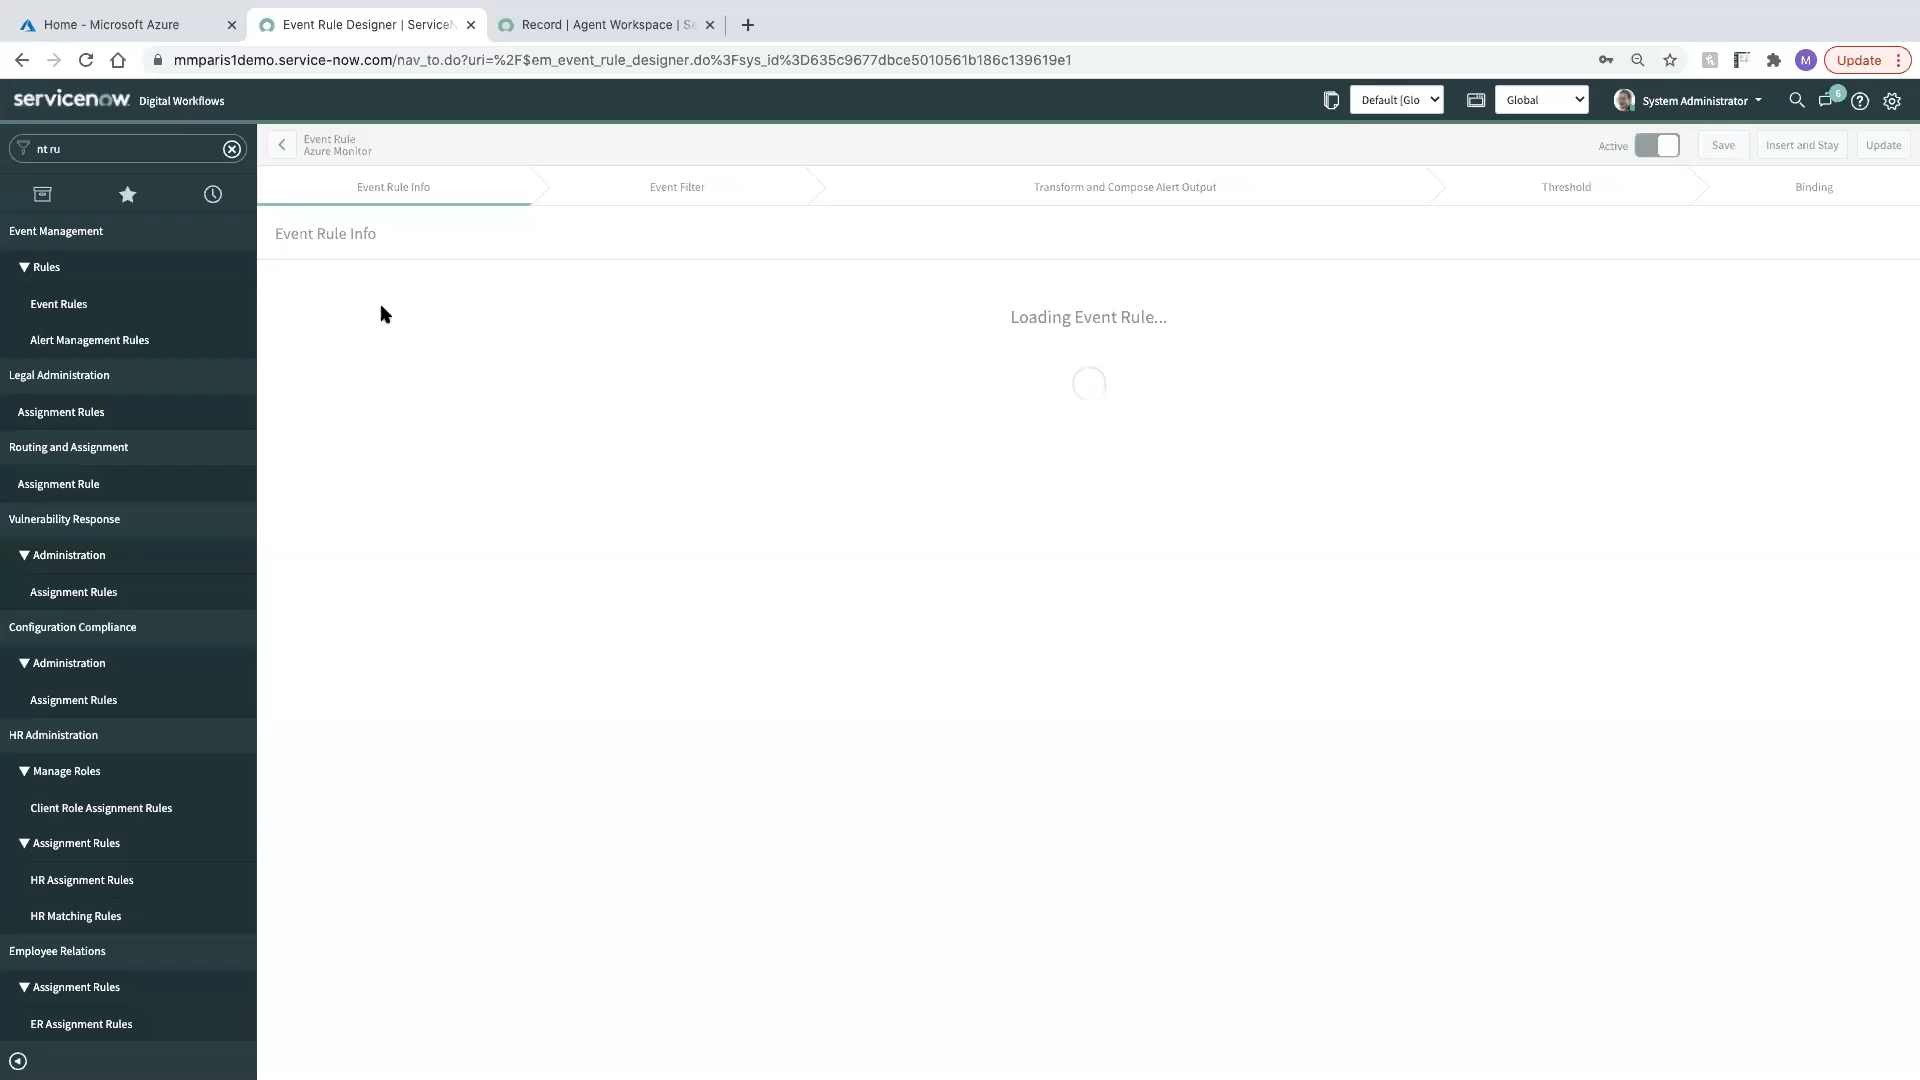 Home - Microsoft Azure
Event Rule Designer | ServiceN
Record | Agent Workspace | Se
mmparis1demo.service-now.com/nav_to.do?uri=%2F$em_event_rule_designer.do%3Fsys_id%3D635c9677dbce5010561b186c139619e1
M
Update
servicenow Digital Workflows
Default [Glo
Global
System Administrator
6
nt ru
Event Rule
Azure Monitor
Active
Save
Insert and Stay
Update
Event Rule Info
Event Filter
Transform and Compose Alert Output
Threshold
Binding
Event Rule Info
Loading Event Rule...
Event Management
Rules
Event Rules
Alert Management Rules
Legal Administration
Assignment Rules
Routing and Assignment
Assignment Rule
Vulnerability Response
Administration
Assignment Rules
Configuration Compliance
Administration
Assignment Rules
HR Administration
Manage Roles
Client Role Assignment Rules
Assignment Rules
HR Assignment Rules
HR Matching Rules
Employee Relations
Assignment Rules
ER Assignment Rules